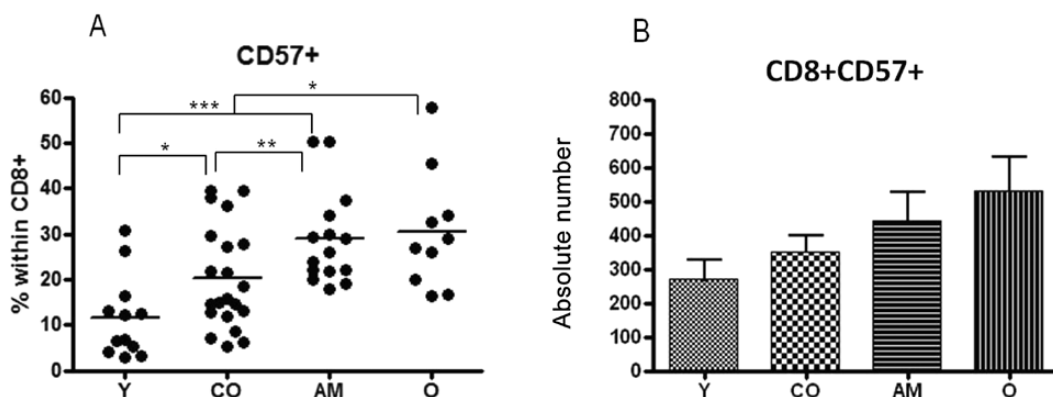 A
CD57+
% within CD8+
60
50
40
30
20
10
0
*
***
*
**
Y
CO
AM
O
B
CD8+CD57+
Absolute number
800
700
600
500
400
300
200
100
0
Y
CO
AM
O